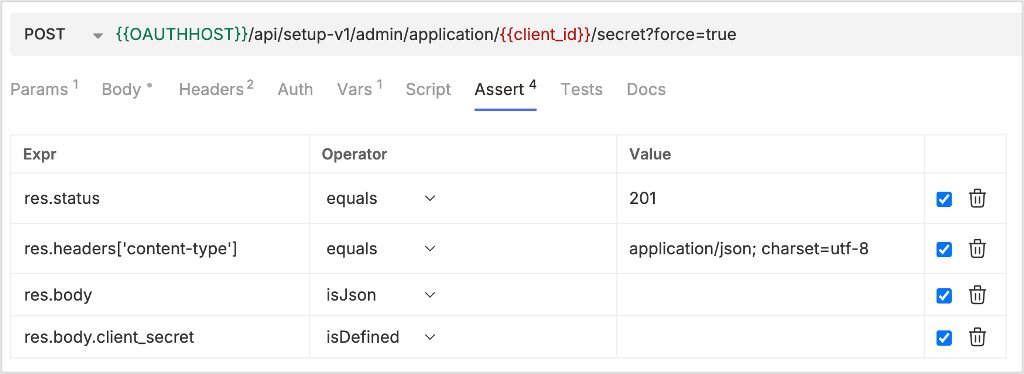 POST {{OAUTHHOST}}/api/setup-v1/admin/application/{{client_id}}/secret?force=true
Params 1 Body • Headers 2 Auth Vars 1 Script Assert 4 Tests Docs
Expr Operator Value
res.status equals 201
res.headers['content-type'] equals application/json; charset=utf-8
res.body isJson
res.body.client_secret isDefined